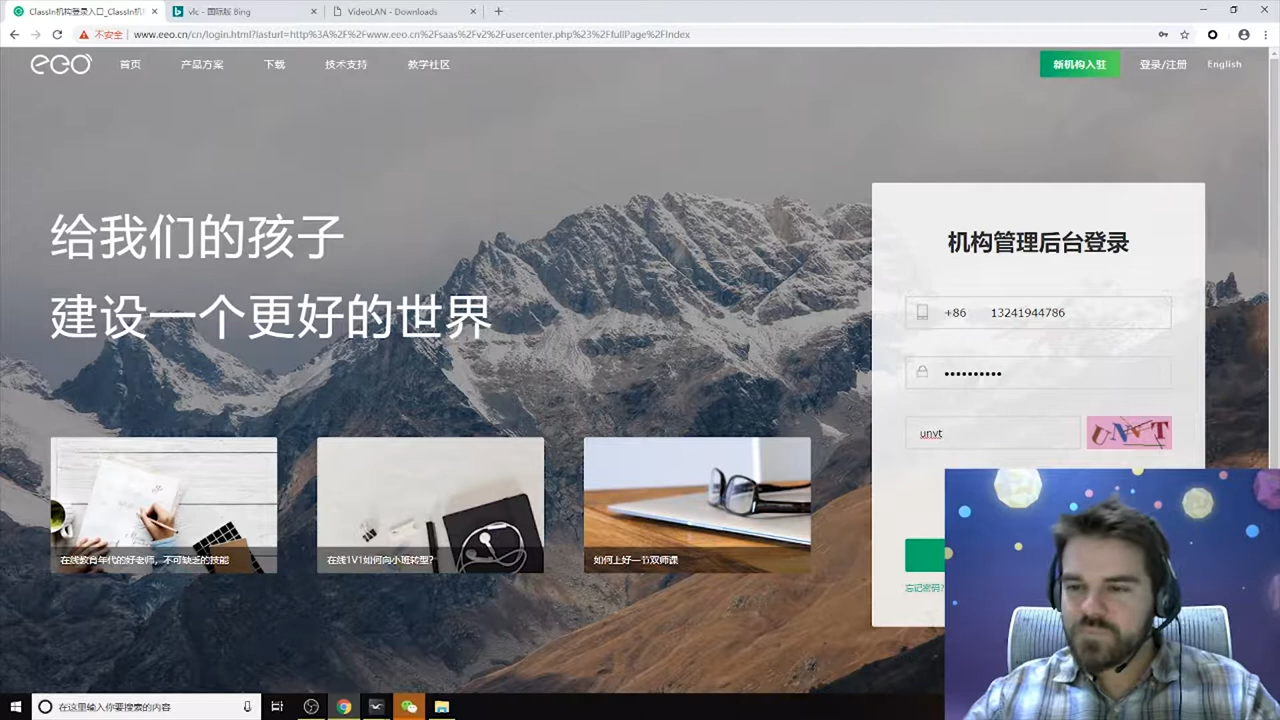 ClassIn机构登录入口_ClassIn机
vlc - 国际版 Bing
VideoLAN - Downloads
不安全
www.eeo.cn/cn/login.html?lasturl=http%3A%2F%2Fwww.eeo.cn%2Fsaas%2Fv2%2Fusercenter.php%23%2FfullPage%2FIndex
eeo
首页
产品方案
下载
技术支持
教学社区
新机构入驻
登录/注册
English
给我们的孩子
建设一个更好的世界
机构管理后台登录
+86 13241944786
unvt
UNVT
在线教育年代的好老师，不可缺乏的技能
在线1V1如何向小班转型?
如何上好一节双师课
忘记密码?
在这里输入你要搜索的内容